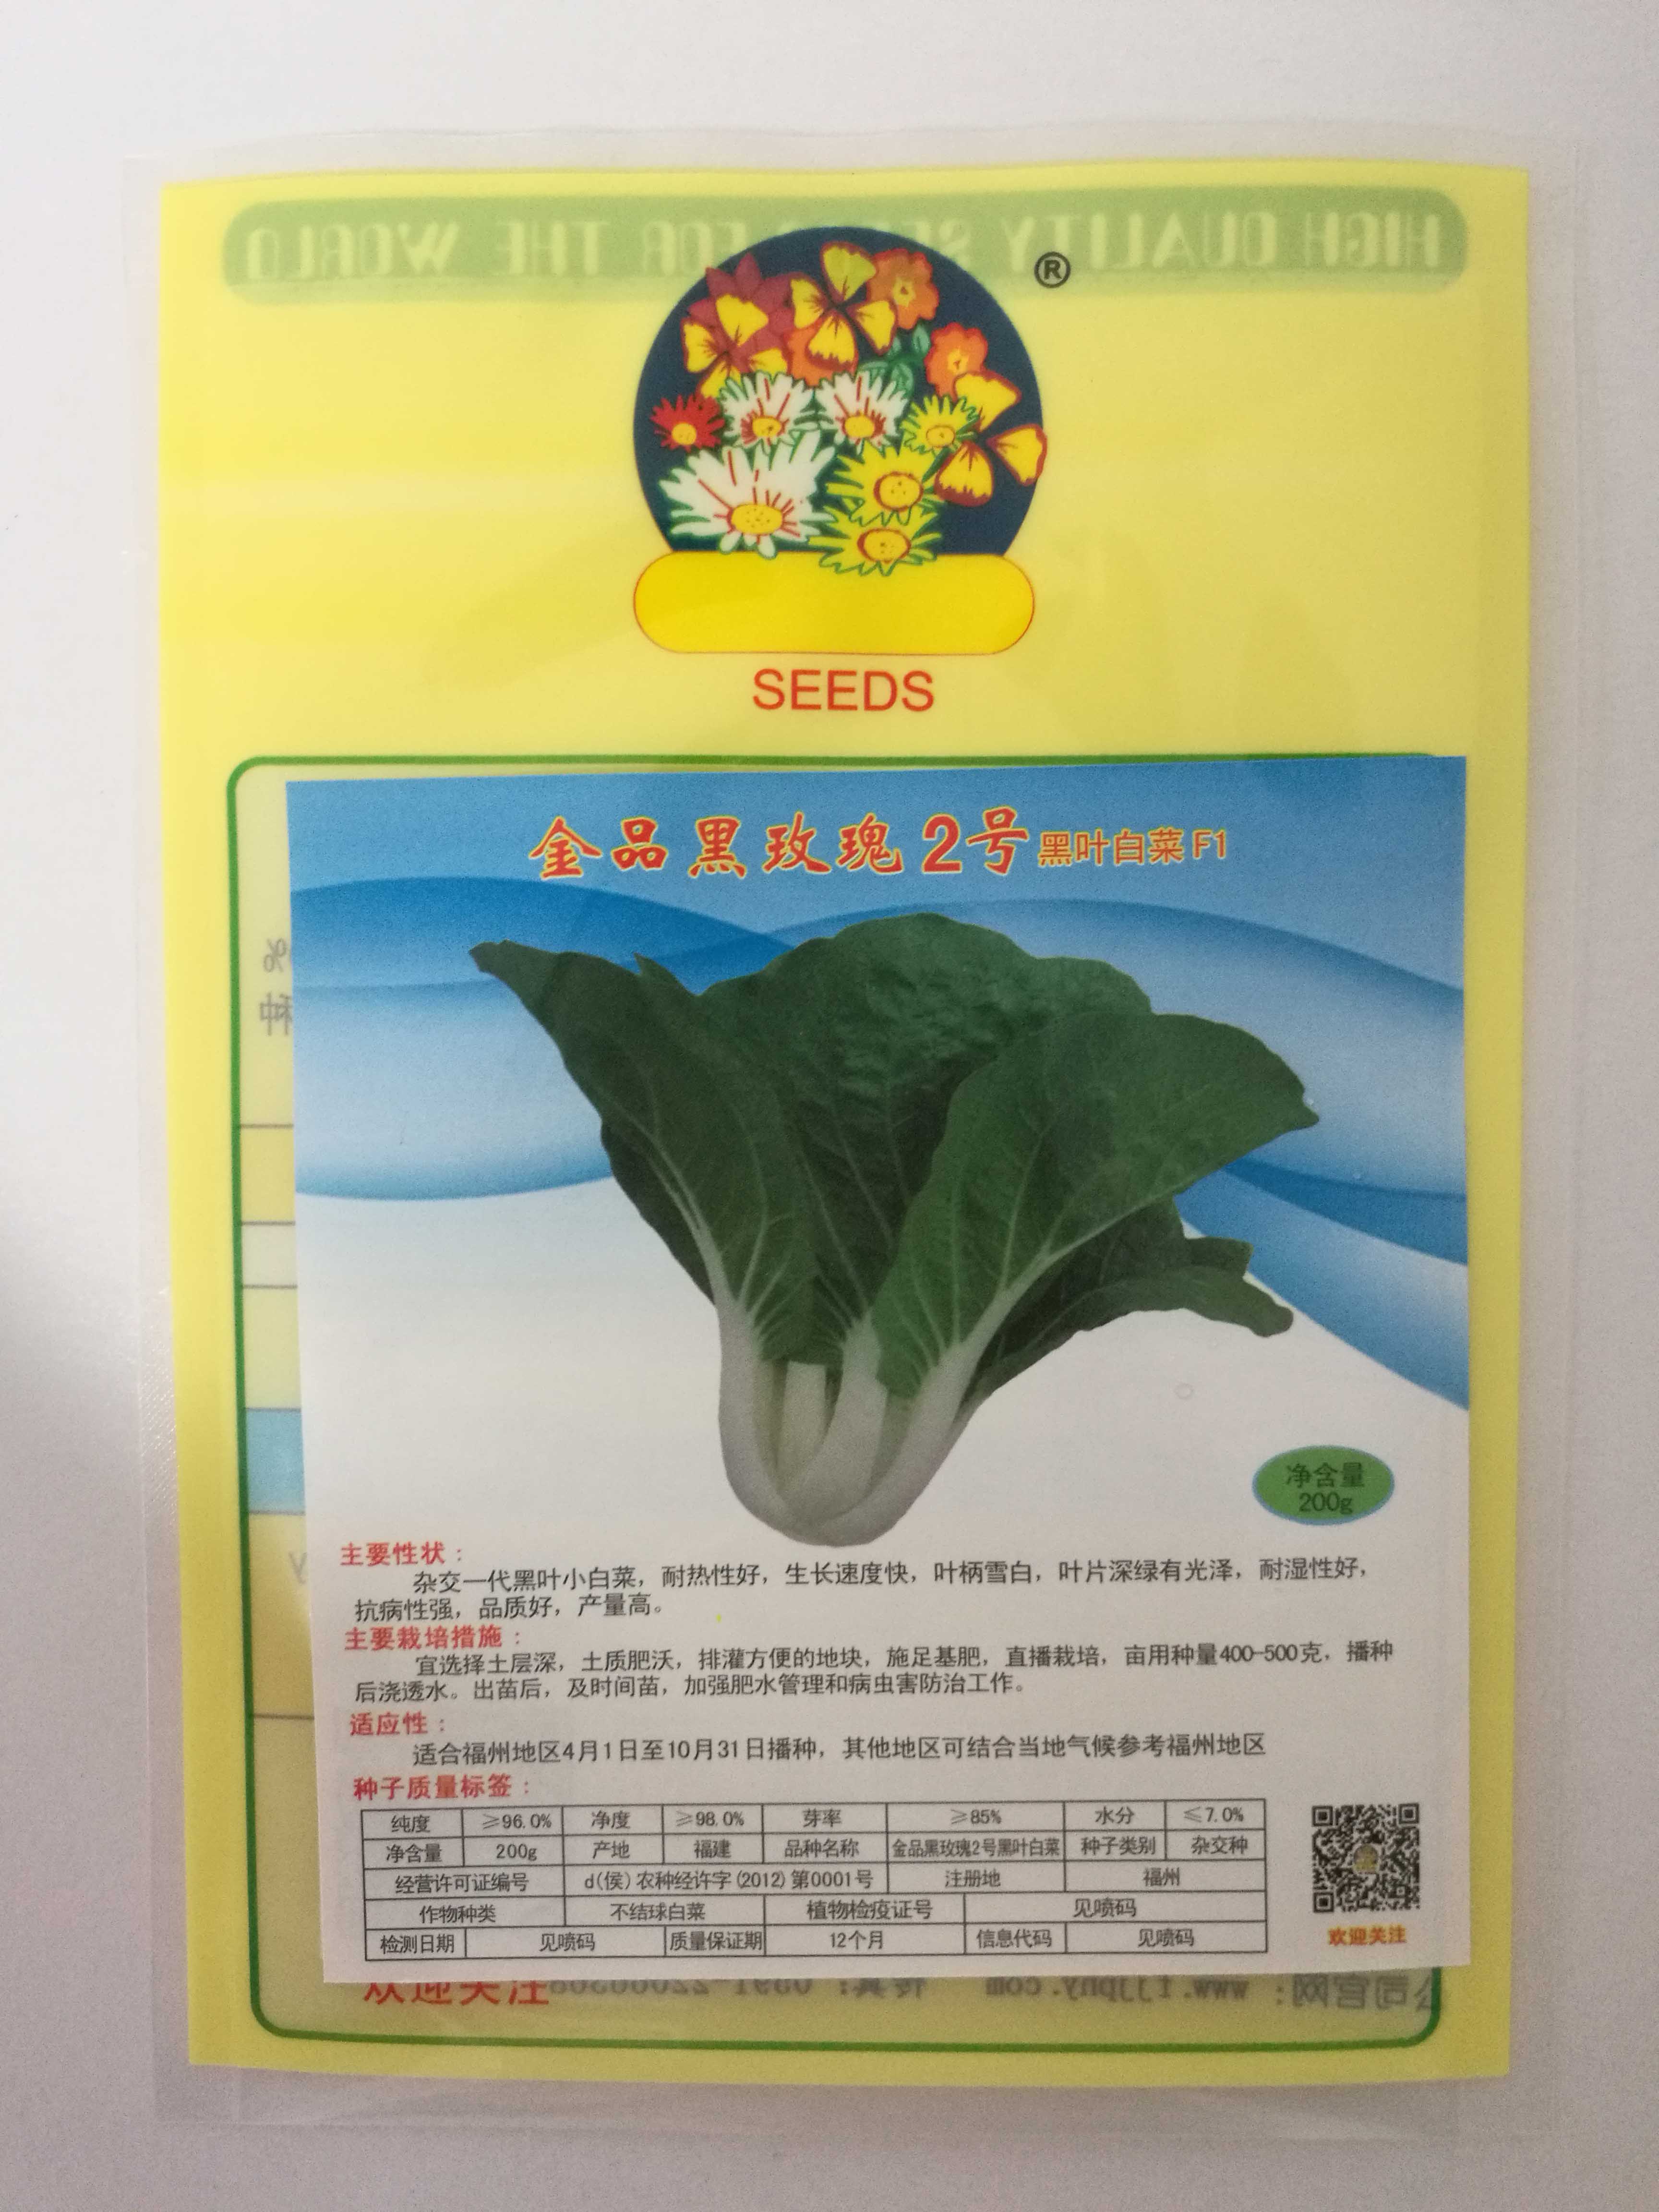 HIGH QUALITY SEEDS FOR THE WORLD
®
SEEDS
金品黑玫瑰2号 黑叶白菜 F1
%
种
净含量
200g
主要性状：
杂交一代黑叶小白菜，耐热性好，生长速度快，叶柄雪白，叶片深绿有光泽，耐湿性好，
抗病性强，品质好，产量高。
主要栽培措施：
宜选择土层深，土质肥沃，排灌方便的地块，施足基肥，直播栽培，亩用种量400-500克，播种
后浇透水。出苗后，及时间苗，加强肥水管理和病虫害防治工作。
适应性：
适合福州地区4月1日至10月31日播种，其他地区可结合当地气候参考福州地区
种子质量标签：
纯度 ≥96.0% 净度 ≥98.0% 芽率 ≥85% 水分 ≤7.0%
净含量 200g 产地 福建 品种名称 金品黑玫瑰2号黑叶白菜 种子类别 杂交种
经营许可证编号 d(侯)农种经许字(2012)第0001号 注册地 福州
作物种类 不结球白菜 植物检疫证号 见喷码
检测日期 见喷码 质量保证期 12个月 信息代码 见喷码
欢迎关注
欢迎关注
公司官网：www.fjjphy.com 传真：0591-22060308